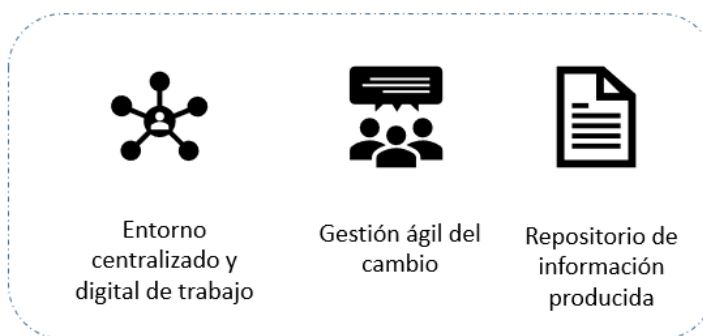 Entorno
centralizado y
digital de trabajo
Gestión ágil del
cambio
Repositorio de
información
producida